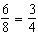 6/8 = 3/4